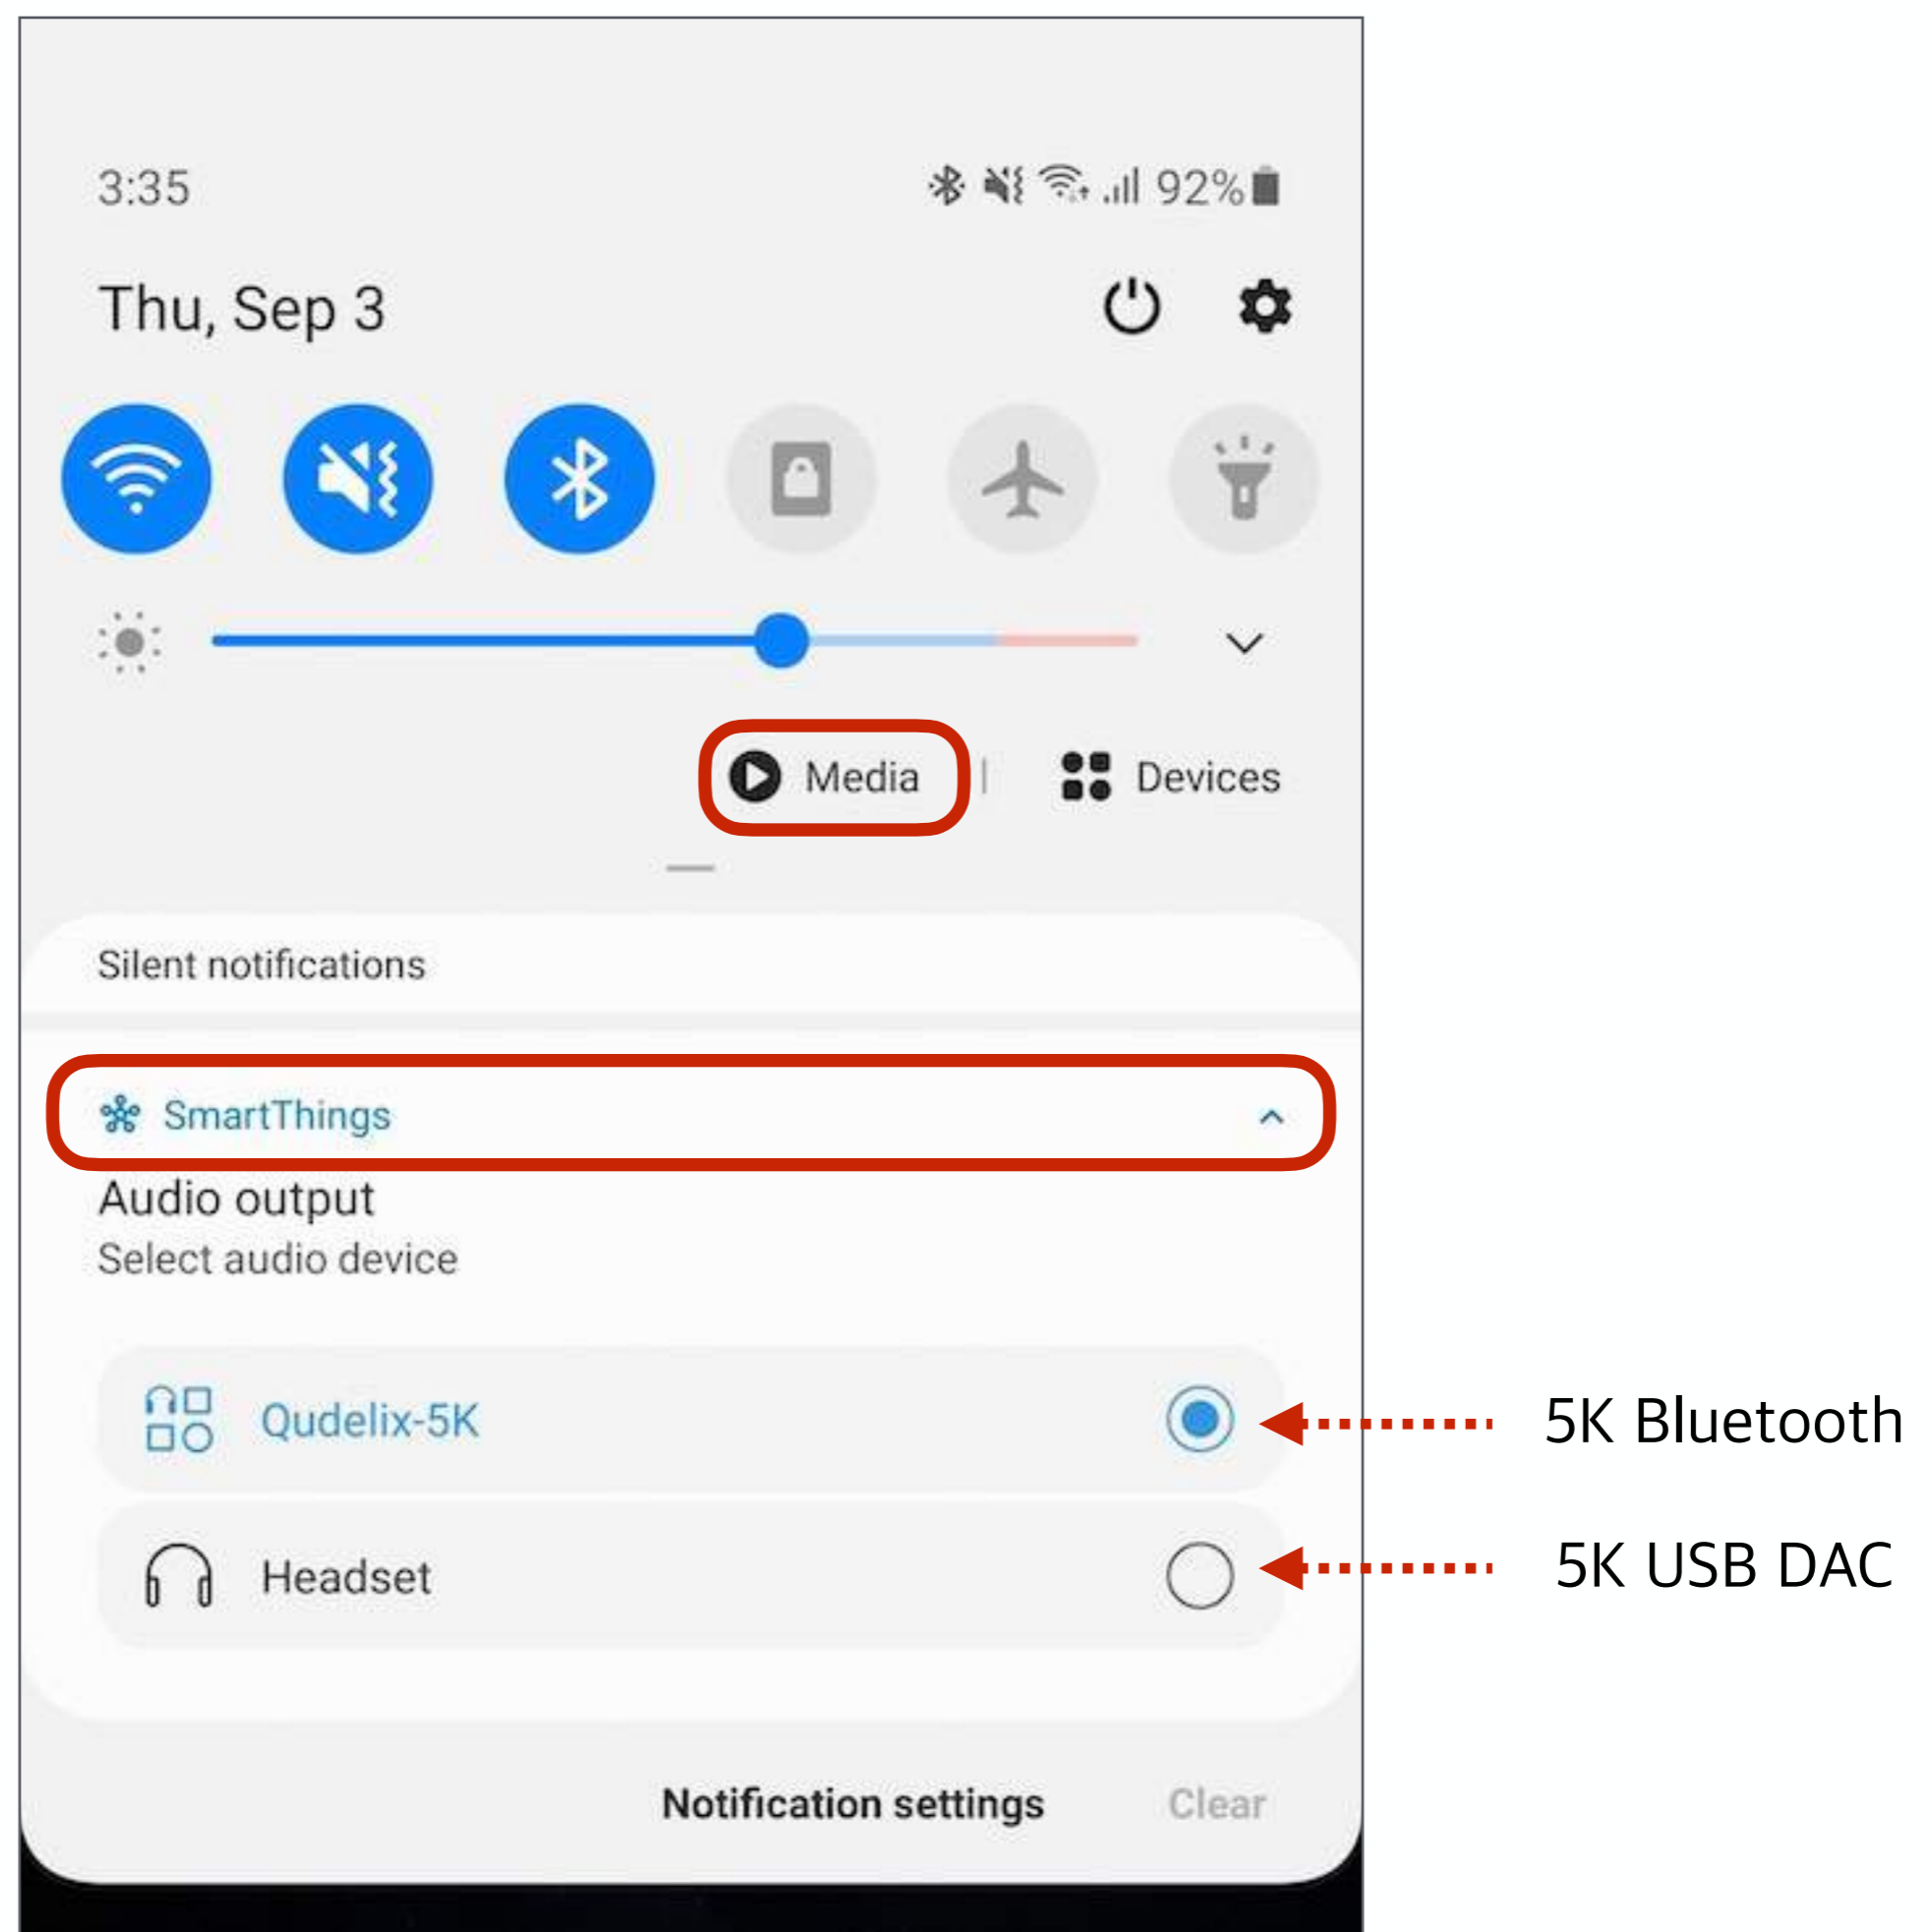 3:35 92%
Thu, Sep 3
Media | Devices
Silent notifications
SmartThings
Audio output
Select audio device
Qudelix-5K
5K Bluetooth
Headset
5K USB DAC
Notification settings Clear